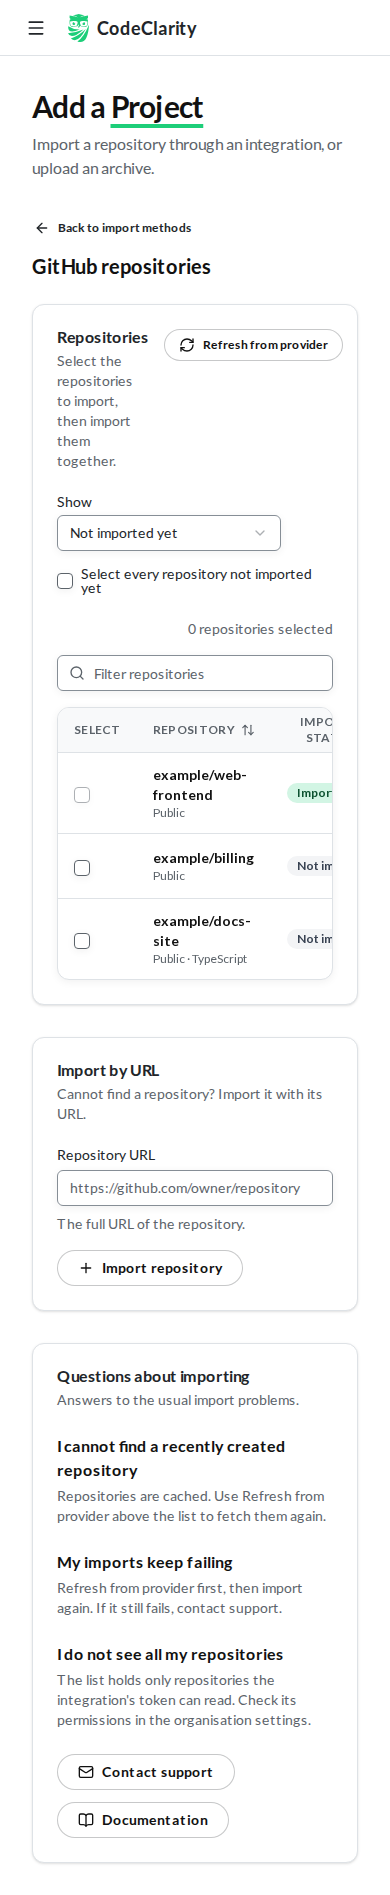 CodeClarity
Add a Project
Import a repository through an integration, or
upload an archive.
Back to import methods
GitHub repositories
Repositories
Refresh from provider
Select the
repositories
to import,
then import
them
together.
Show
Not imported yet
Select every repository not imported
yet
0 repositories selected
Filter repositories
SELECT
REPOSITORY
example/web-
frontend
Public
example/billing
Public
Not
example/docs-
site
Public · TypeScript
Not
Import by URL
Cannot find a repository? Import it with its
URL.
Repository URL
https://github.com/owner/repository
The full URL of the repository.
Import repository
Questions about importing
Answers to the usual import problems.
I cannot find a recently created
repository
Repositories are cached. Use Refresh from
provider above the list to fetch them again.
My imports keep failing
Refresh from provider first, then import
again. If it still fails, contact support.
I do not see all my repositories
The list holds only repositories the
integration's token can read. Check its
permissions in the organisation settings.
Contact support
Documentation